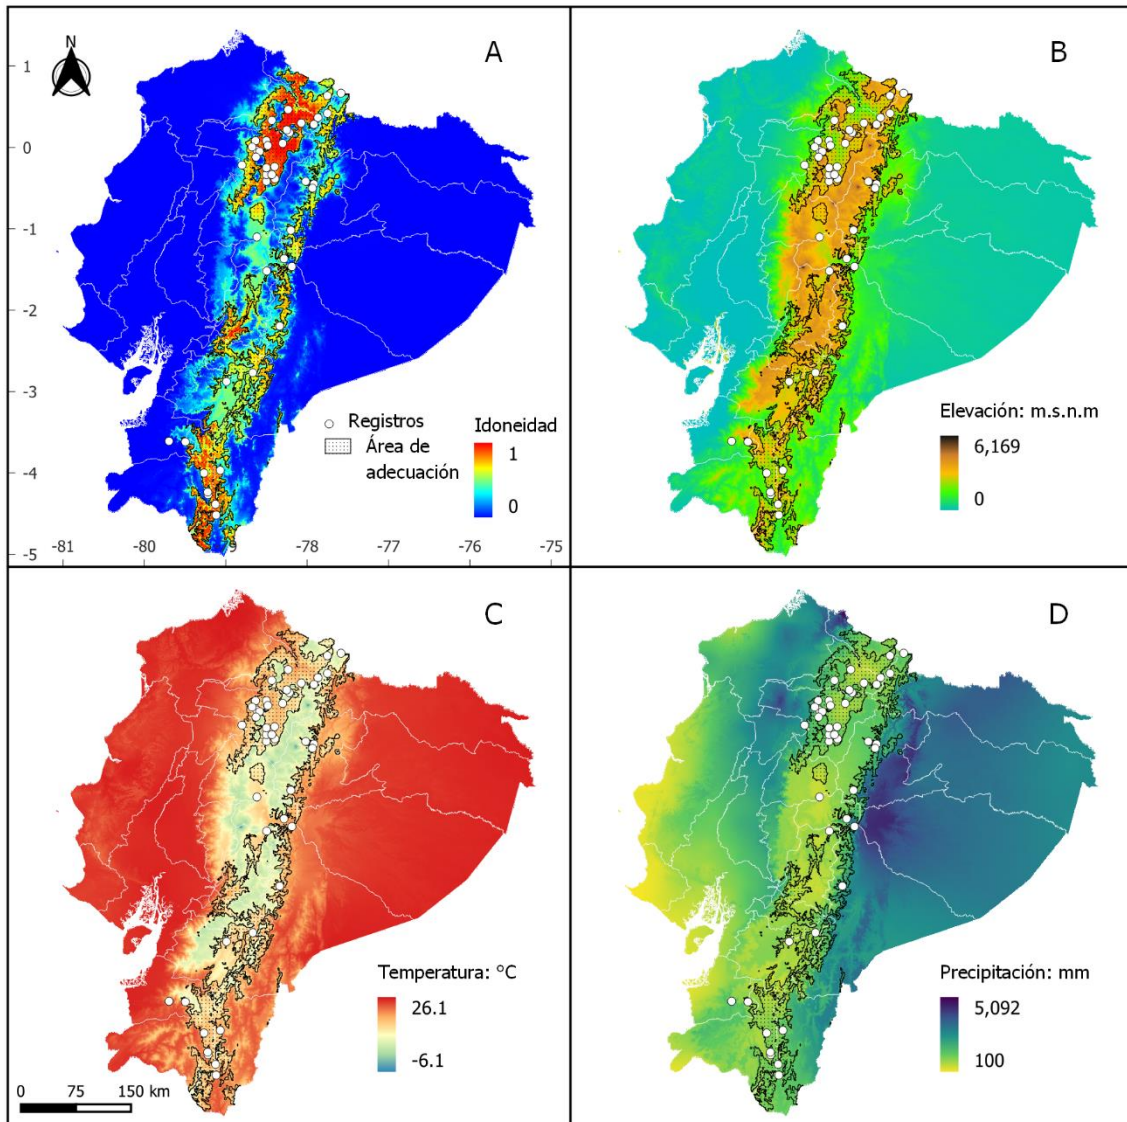 N
A
1
0
-1
-2
-3
-4
-5
-81
-80
-79
-78
-77
-76
-75
Registros
Área de
adecuación
Idoneidad
1
0
B
Elevación: m.s.n.m
6,169
0
C
Temperatura: °C
26.1
-6.1
0 75 150 km
D
Precipitación: mm
5,092
100